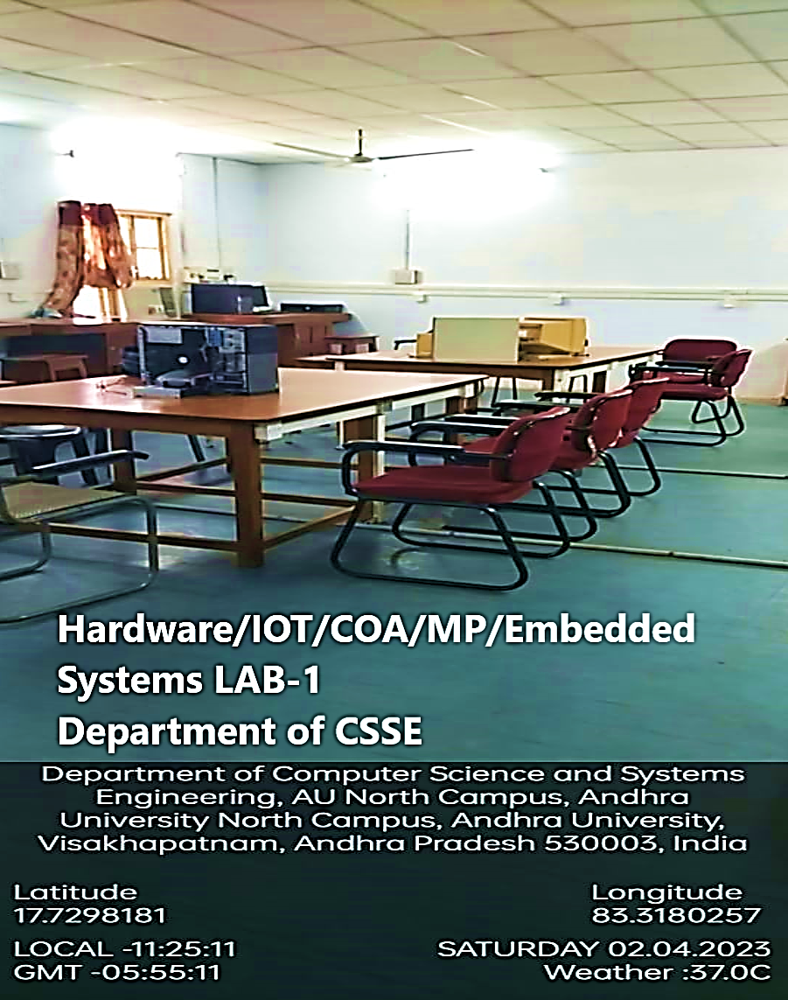 Hardware/IOT/COA/MP/Embedded
Systems LAB-1
Department of CSSE
Department of Computer Science and Systems
Engineering, AU North Campus, Andhra
University North Campus, Andhra University,
Visakhapatnam, Andhra Pradesh 530003, India
Latitude
17.7298181
Longitude
83.3180257
LOCAL -11:25:11
GMT -05:55:11
SATURDAY 02.04.2023
Weather :37.0C